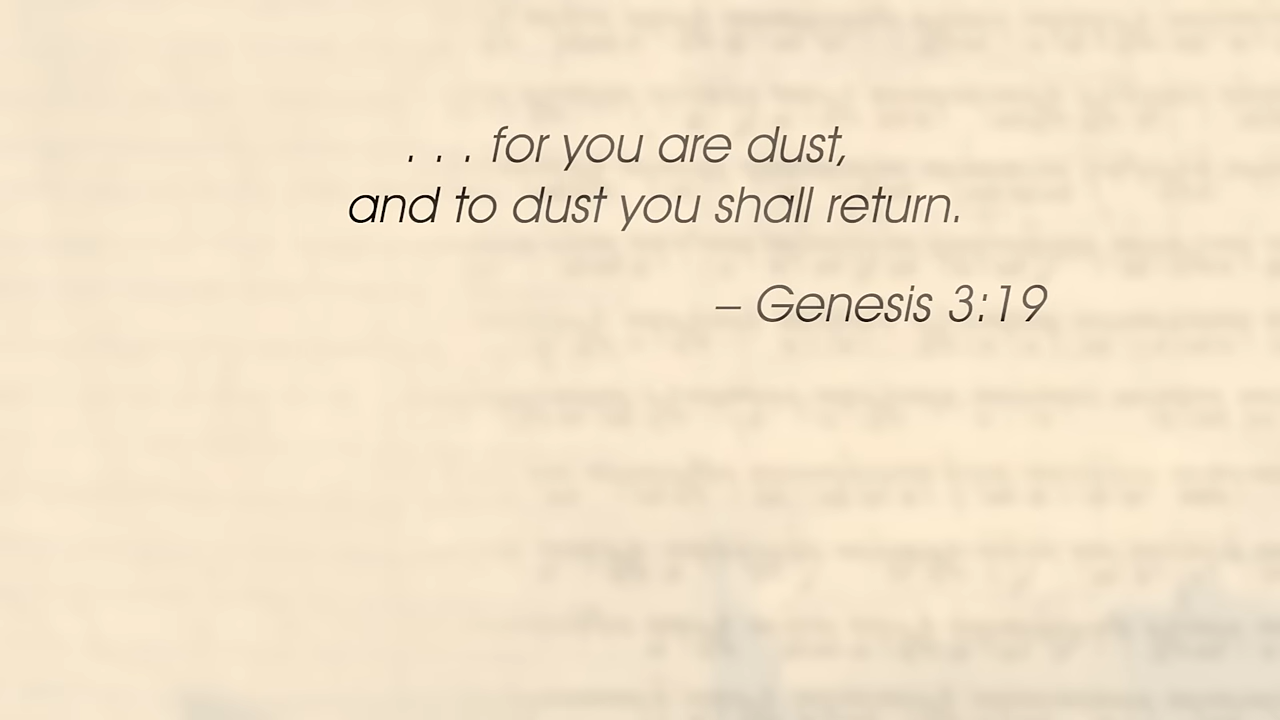 . . . for you are dust,
and to dust you shall return.
– Genesis 3:19